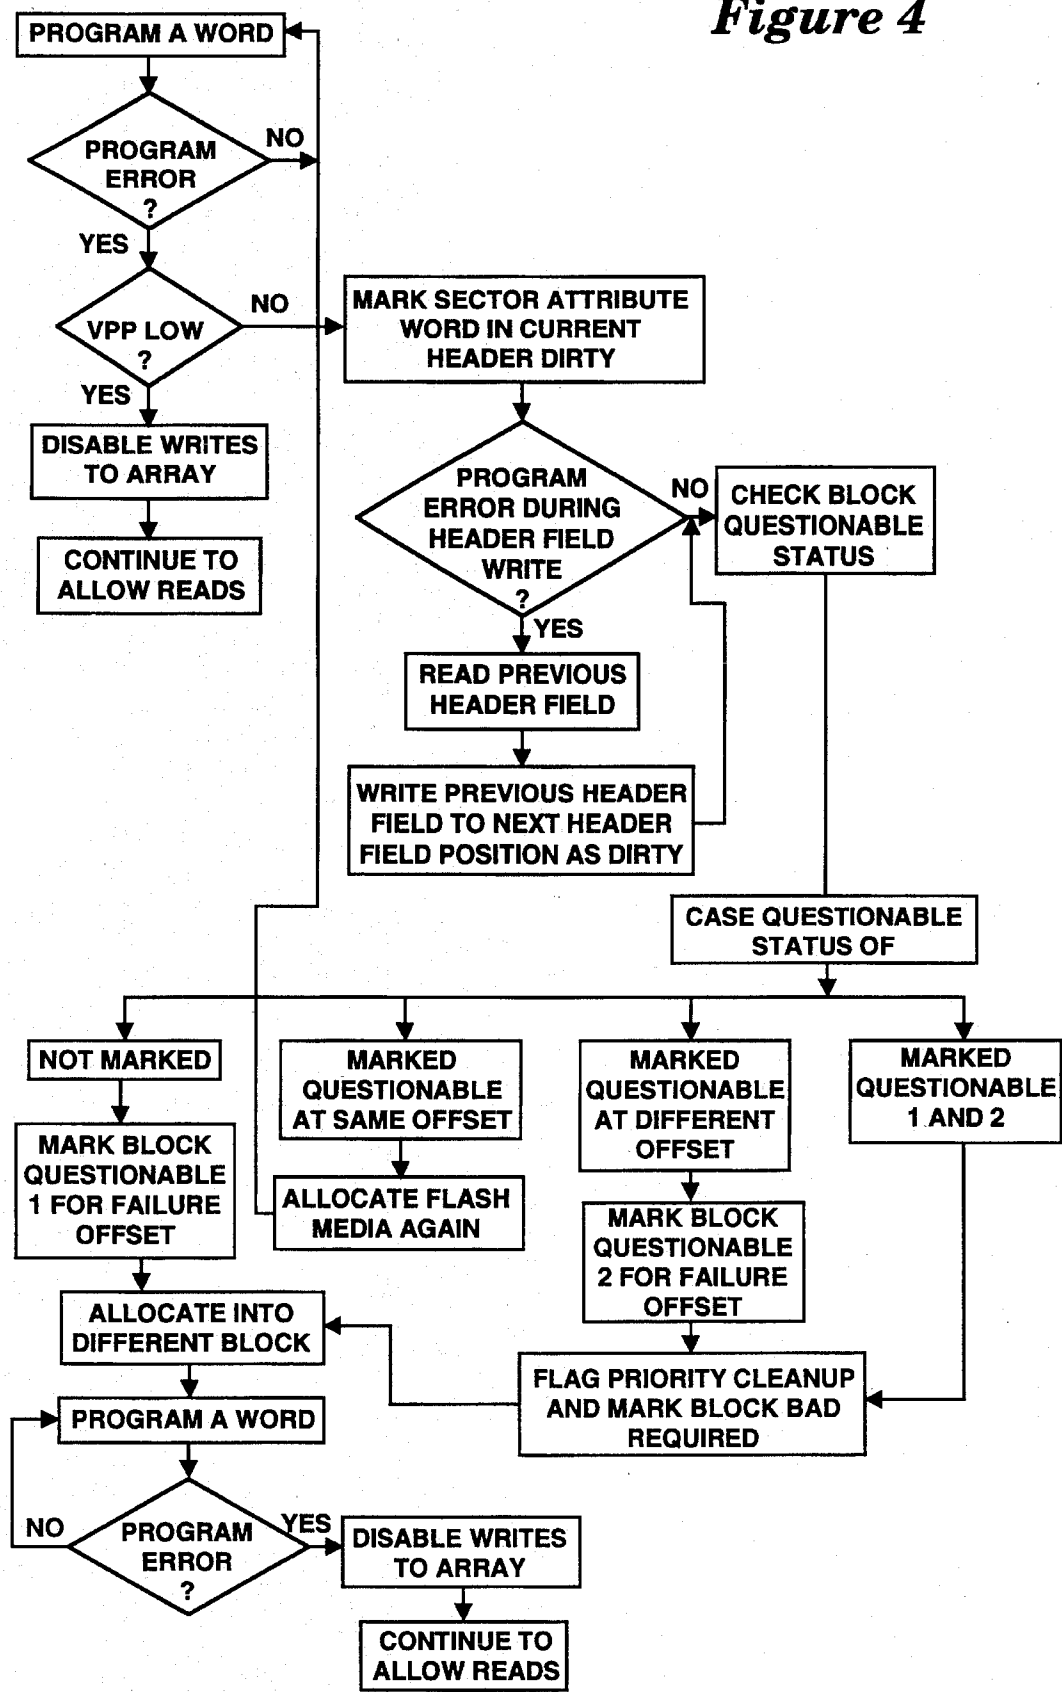 Figure 4
PROGRAM A WORD
PROGRAM
ERROR
?
NO
YES
VPP LOW
?
NO
YES
DISABLE WRITES
TO ARRAY
CONTINUE TO
ALLOW READS
MARK SECTOR ATTRIBUTE
WORD IN CURRENT
HEADER DIRTY
PROGRAM
ERROR DURING
HEADER FIELD
WRITE
?
NO
YES
CHECK BLOCK
QUESTIONABLE
STATUS
READ PREVIOUS
HEADER FIELD
WRITE PREVIOUS HEADER
FIELD TO NEXT HEADER
FIELD POSITION AS DIRTY
CASE QUESTIONABLE
STATUS OF
NOT MARKED
MARK BLOCK
QUESTIONABLE
1 FOR FAILURE
OFFSET
MARKED
QUESTIONABLE
AT SAME OFFSET
ALLOCATE FLASH
MEDIA AGAIN
MARKED
QUESTIONABLE
AT DIFFERENT
OFFSET
MARK BLOCK
QUESTIONABLE
2 FOR FAILURE
OFFSET
MARKED
QUESTIONABLE
1 AND 2
FLAG PRIORITY CLEANUP
AND MARK BLOCK BAD
REQUIRED
ALLOCATE INTO
DIFFERENT BLOCK
PROGRAM A WORD
PROGRAM
ERROR
?
NO
YES
DISABLE WRITES
TO ARRAY
CONTINUE TO
ALLOW READS